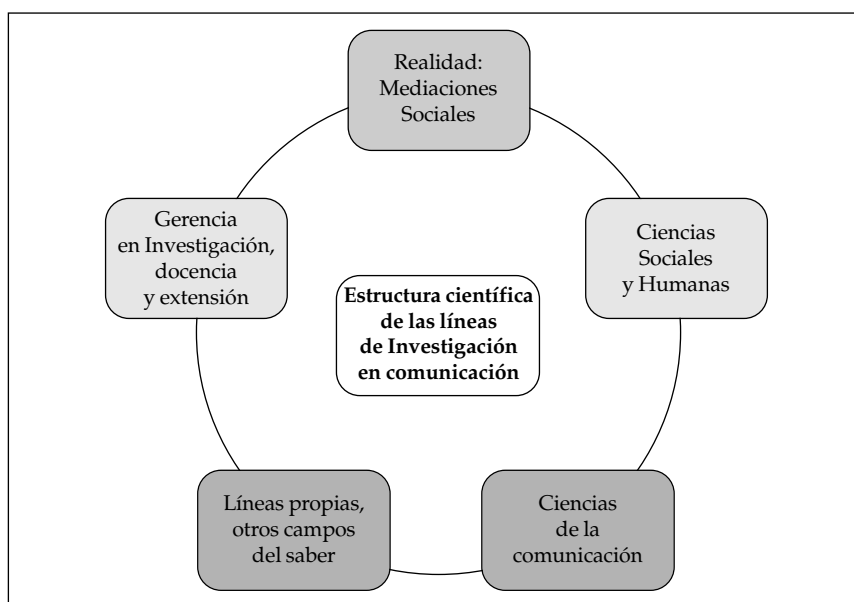 Realidad:
Mediaciones
Sociales
Gerencia
en Investigación,
docencia
y extensión
Ciencias
Sociales
y Humanas
Estructura científica
de las líneas
de Investigación
en comunicación
Líneas propias,
otros campos
del saber
Ciencias
de la
comunicación